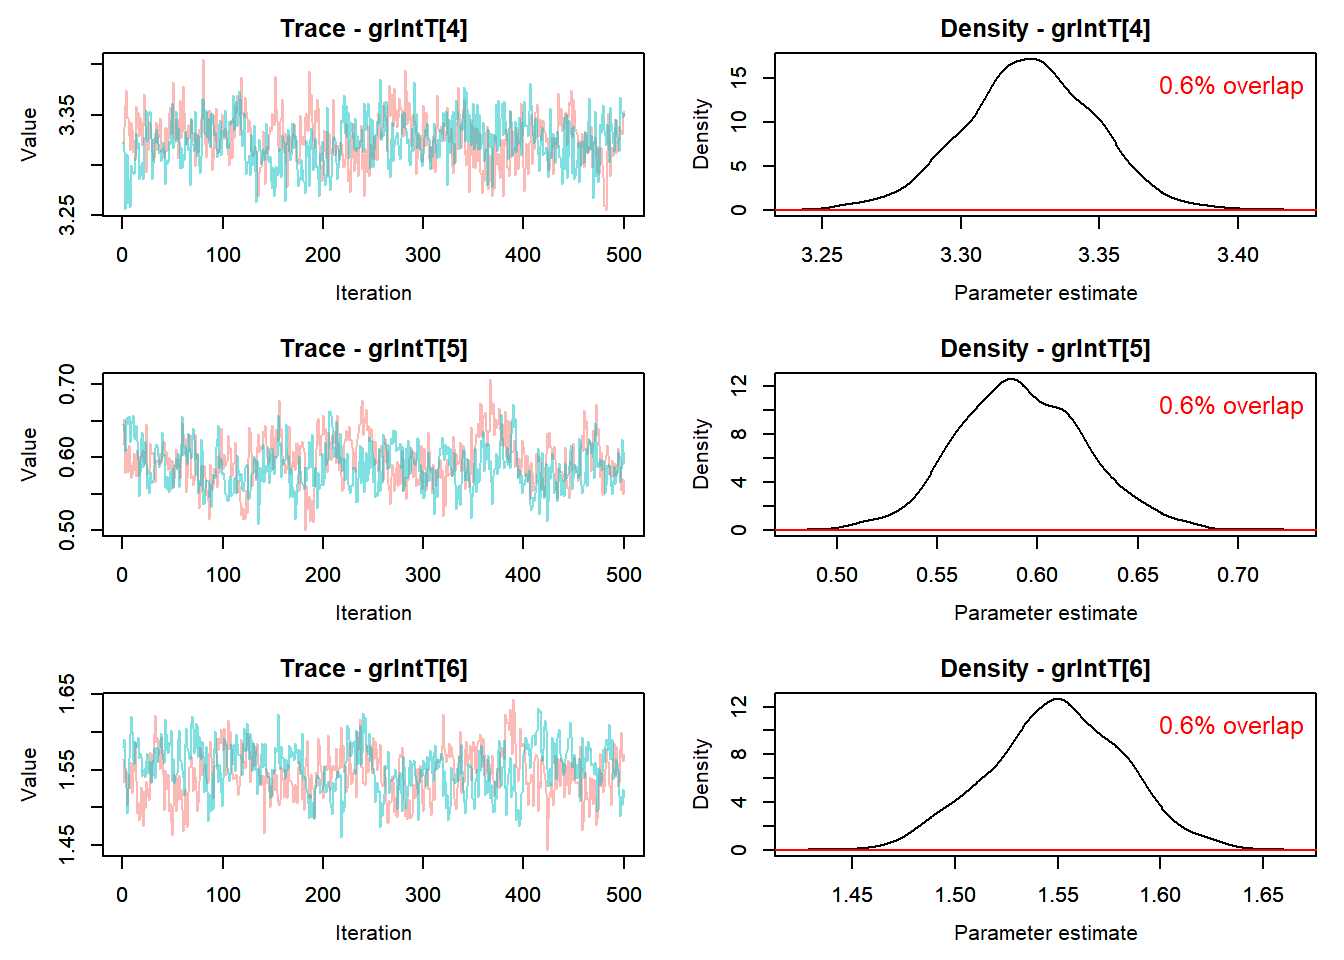 Trace - grIntT[4]
Value
3.25 3.35
0 100 200 300 400 500
Iteration
Density - grIntT[4]
0.6% overlap
Density
0 5 10 15
3.25 3.30 3.35 3.40
Parameter estimate
Trace - grIntT[5]
Value
0.50 0.60 0.70
0 100 200 300 400 500
Iteration
Density - grIntT[5]
0.6% overlap
Density
0 4 8 12
0.50 0.55 0.60 0.65 0.70
Parameter estimate
Trace - grIntT[6]
Value
1.45 1.55 1.65
0 100 200 300 400 500
Iteration
Density - grIntT[6]
0.6% overlap
Density
0 4 8 12
1.45 1.50 1.55 1.60 1.65
Parameter estimate